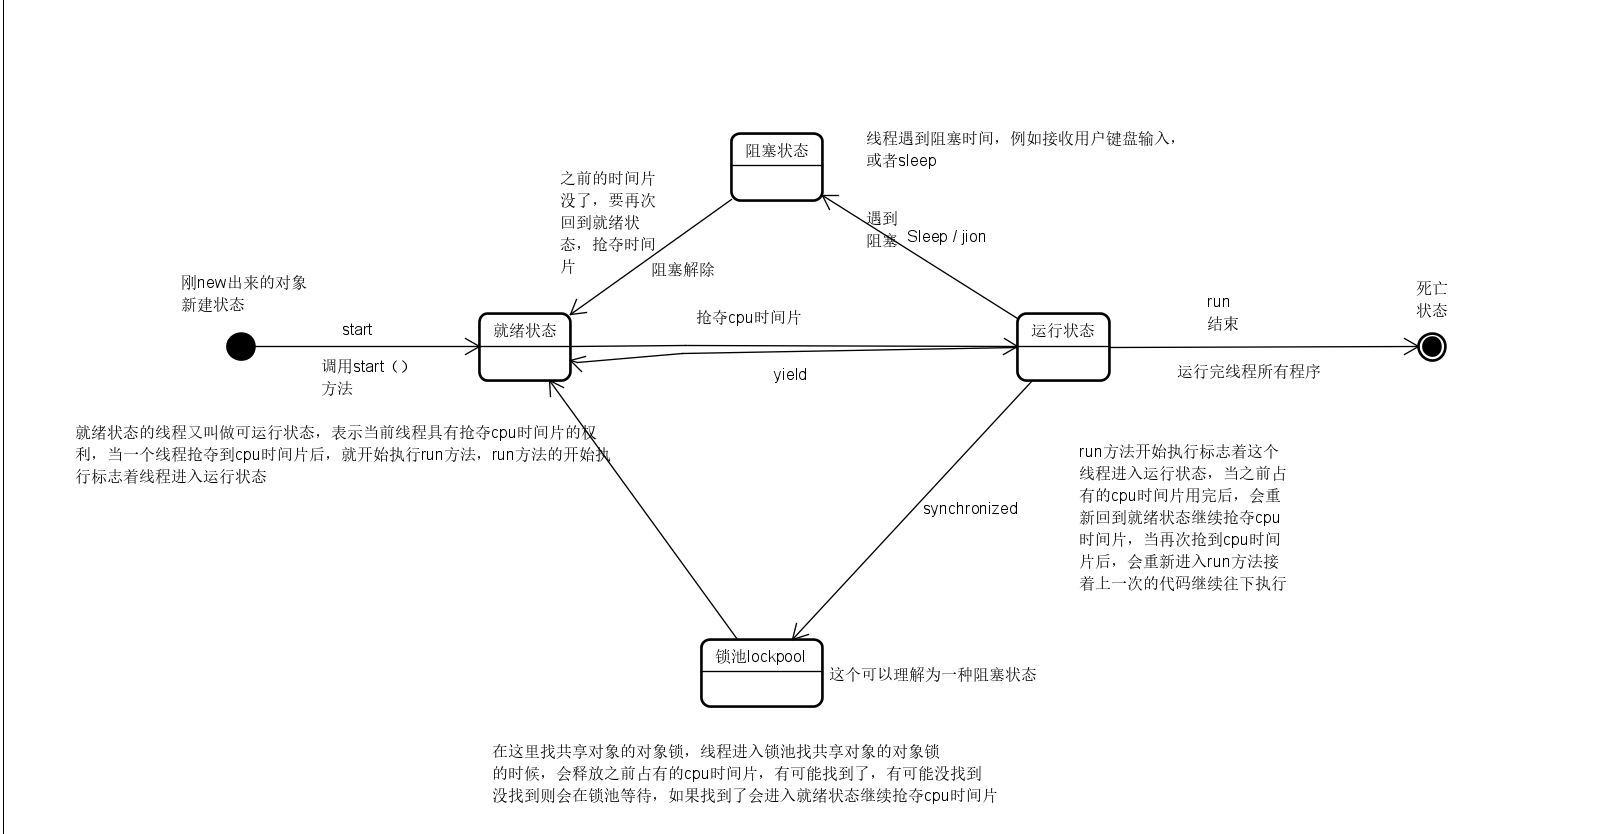 阻塞状态
线程遇到阻塞时间，例如接收用户键盘输入，
或者sleep
之前的时间片
没了，要再次
回到就绪状
态，抢夺时间
片
遇到
阻塞
Sleep / jion
阻塞解除
刚new出来的对象
新建状态
start
调用start（）
方法
就绪状态
抢夺cpu时间片
yield
运行状态
run
结束
运行完线程所有程序
死亡
状态
就绪状态的线程又叫做可运行状态，表示当前线程具有抢夺cpu时间片的权
利，当一个线程抢夺到cpu时间片后，就开始执行run方法，run方法的开始执
行标志着线程进入运行状态
run方法开始执行标志着这个
线程进入运行状态，当之前占
有的cpu时间片用完后，会重
新回到就绪状态继续抢夺cpu
时间片，当再次抢到cpu时间
片后，会重新进入run方法接
着上一次的代码继续往下执行
synchronized
锁池lockpool
这个可以理解为一种阻塞状态
在这里找共享对象的对象锁，线程进入锁池找共享对象的对象锁
的时候，会释放之前占有的cpu时间片，有可能找到了，有可能没找到
没找到则会在锁池等待，如果找到了会进入就绪状态继续抢夺cpu时间片